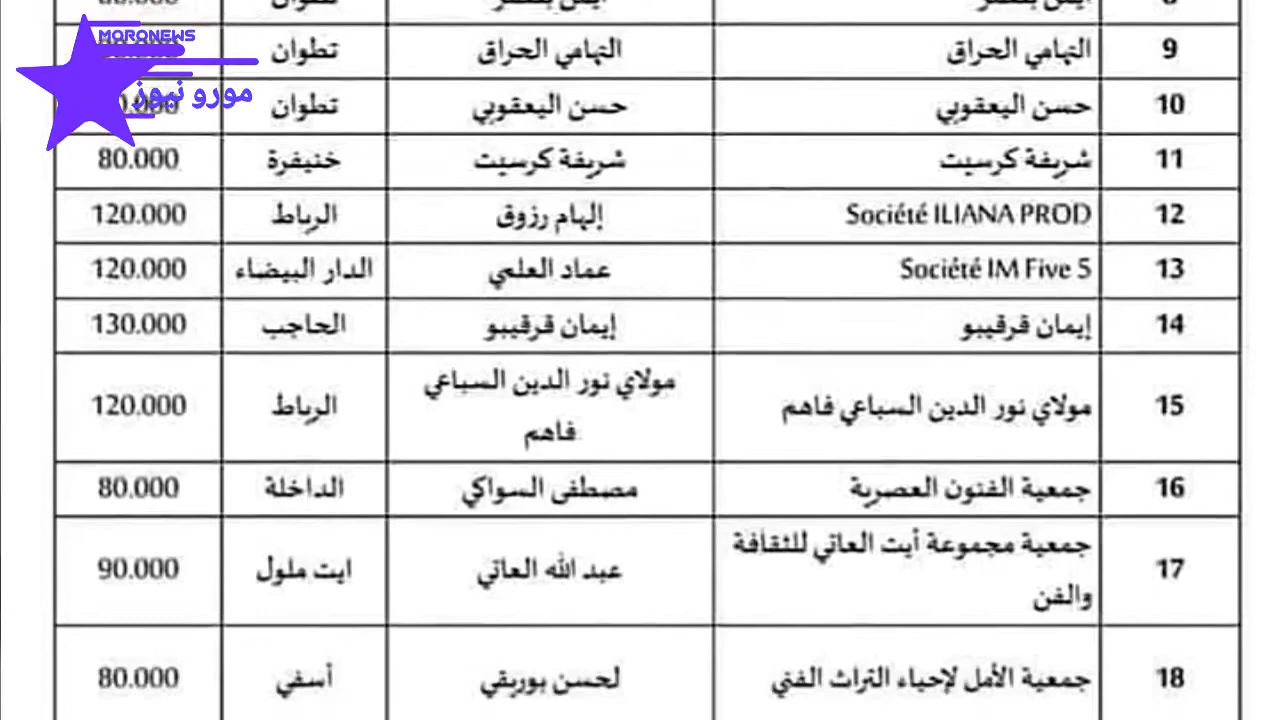 MORONEWS
مورو نيوز
9 التهامي الحراق التهامي الحراق تطوان
10 حسن اليعقوبي حسن اليعقوبي تطوان
11 شريفة كرسيت شريفة كرسيت خنيفرة 80.000
12 Société ILIANA PROD إلهام رزوق الرباط 120.000
13 Société IM Five 5 عماد العلمي الدار البيضاء 120.000
14 إيمان قرقيبو إيمان قرقيبو الحاجب 130.000
15 مولاي نور الدين السباعي فاهم مولاي نور الدين السباعي
فاهم الرباط 120.000
16 جمعية الفنون العصرية مصطفى السواكي الداخلة 80.000
17 جمعية مجموعة أيت العاتي للثقافة
والفن عبد الله العاتي ايت ملول 90.000
18 جمعية الأمل لإحياء التراث الفني لحسن بوريقي أسفي 80.000